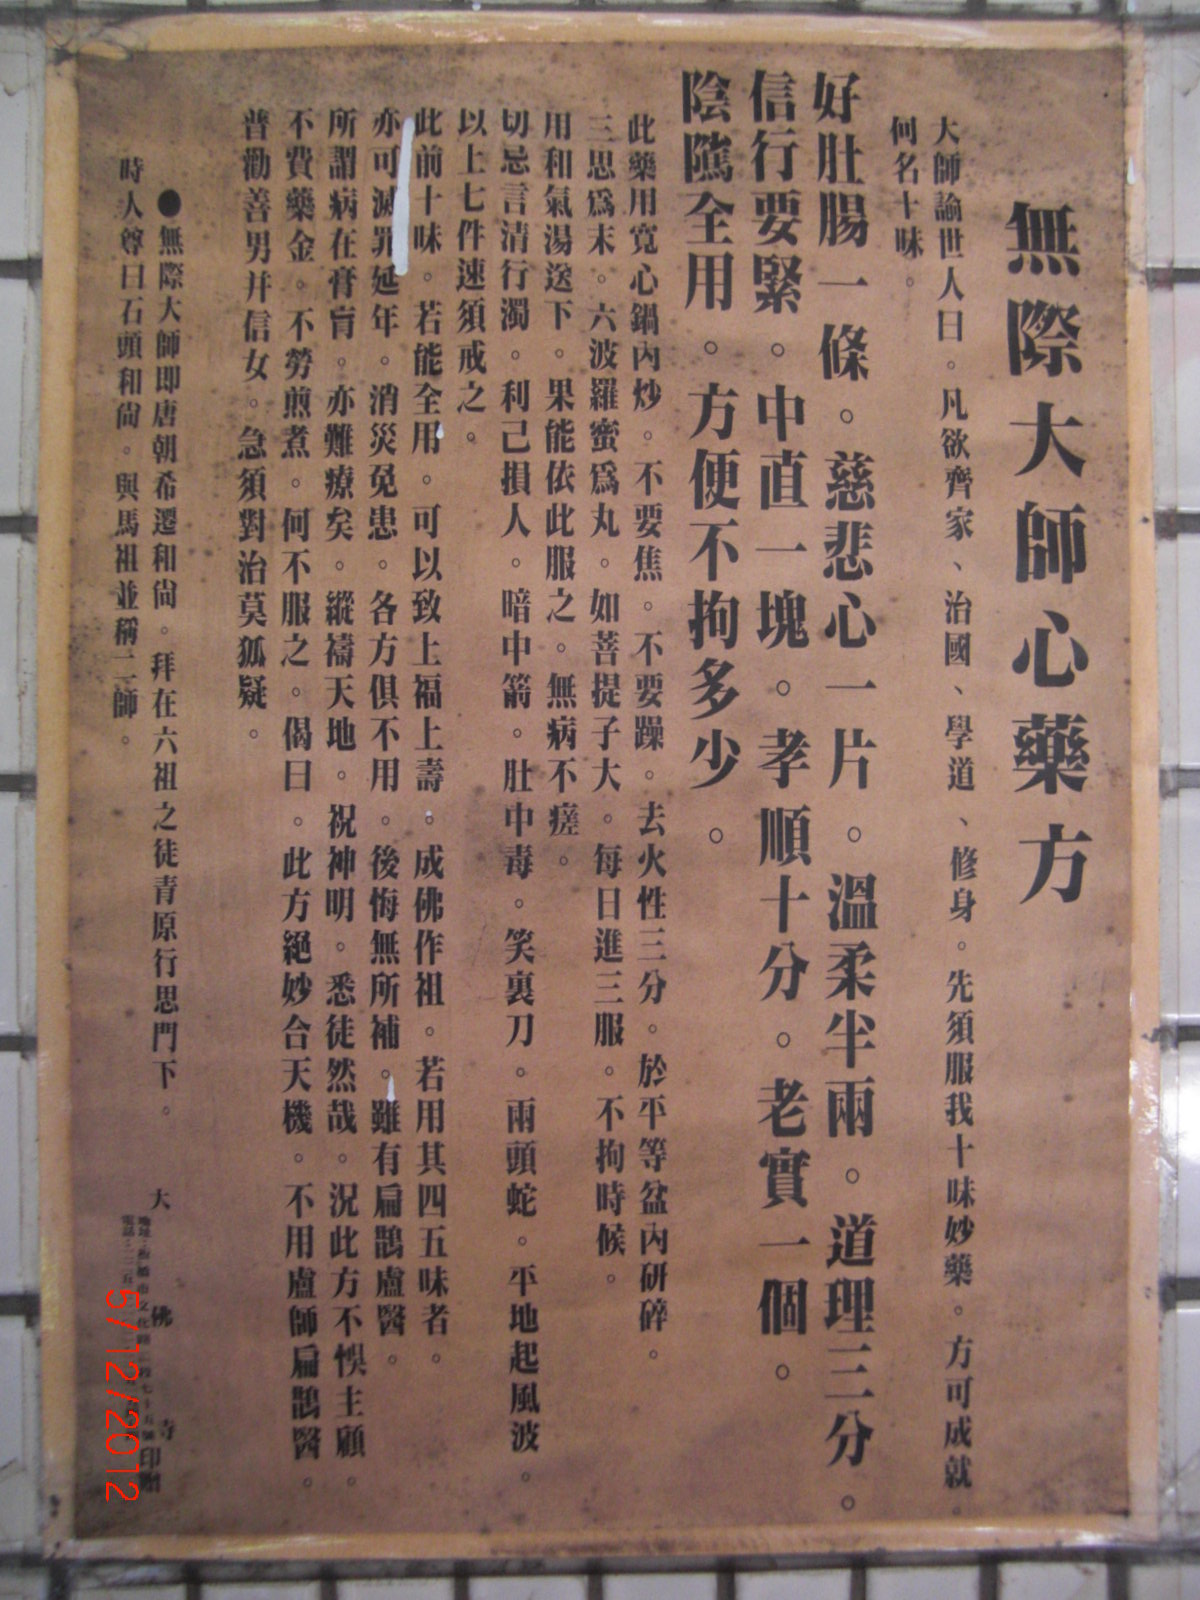 無際大師心藥方
大師諭世人曰。凡欲齊家、治國、學道、修身。先須服我十味妙藥。方可成就。
何名十味。
好肚腸一條。慈悲心一片。溫柔半兩。道理三分。
信行要緊。中直一塊。孝順十分。老實一個。
陰隲全用。方便不拘多少。
此藥用寬心鍋內炒。不要焦。不要躁。去火性三分。於平等盆內研碎。
三思爲末。六波羅蜜爲丸。如菩提子大。每日進三服。不拘時候。
用和氣湯送下。果能依此服之。無病不瘥。
切忌言清行濁。利己損人。暗中箭。肚中毒。笑裏刀。兩頭蛇。平地起風波。
以上七件速須戒之。
此前十味。若能全用。可以致上福上壽。成佛作祖。若用其四五味者。
亦可滅罪延年。消災免患。各方俱不用。後悔無所補。雖有扁鵲盧醫。
所謂病在膏肓。亦難療矣。縱禱天地。祝神明。悉徒然哉。況此方不悞主顧。
不費藥金。不勞煎煮。何不服之。偈曰。此方絕妙合天機。不用盧師扁鵲醫。
普勸善男并信女。急須對治莫狐疑。
●無際大師即唐朝希遷和尙。拜在六祖之徒青原行思門下。
時人尊曰石頭和尙。與馬祖並稱二師。
大佛寺印贈
5/12/2012